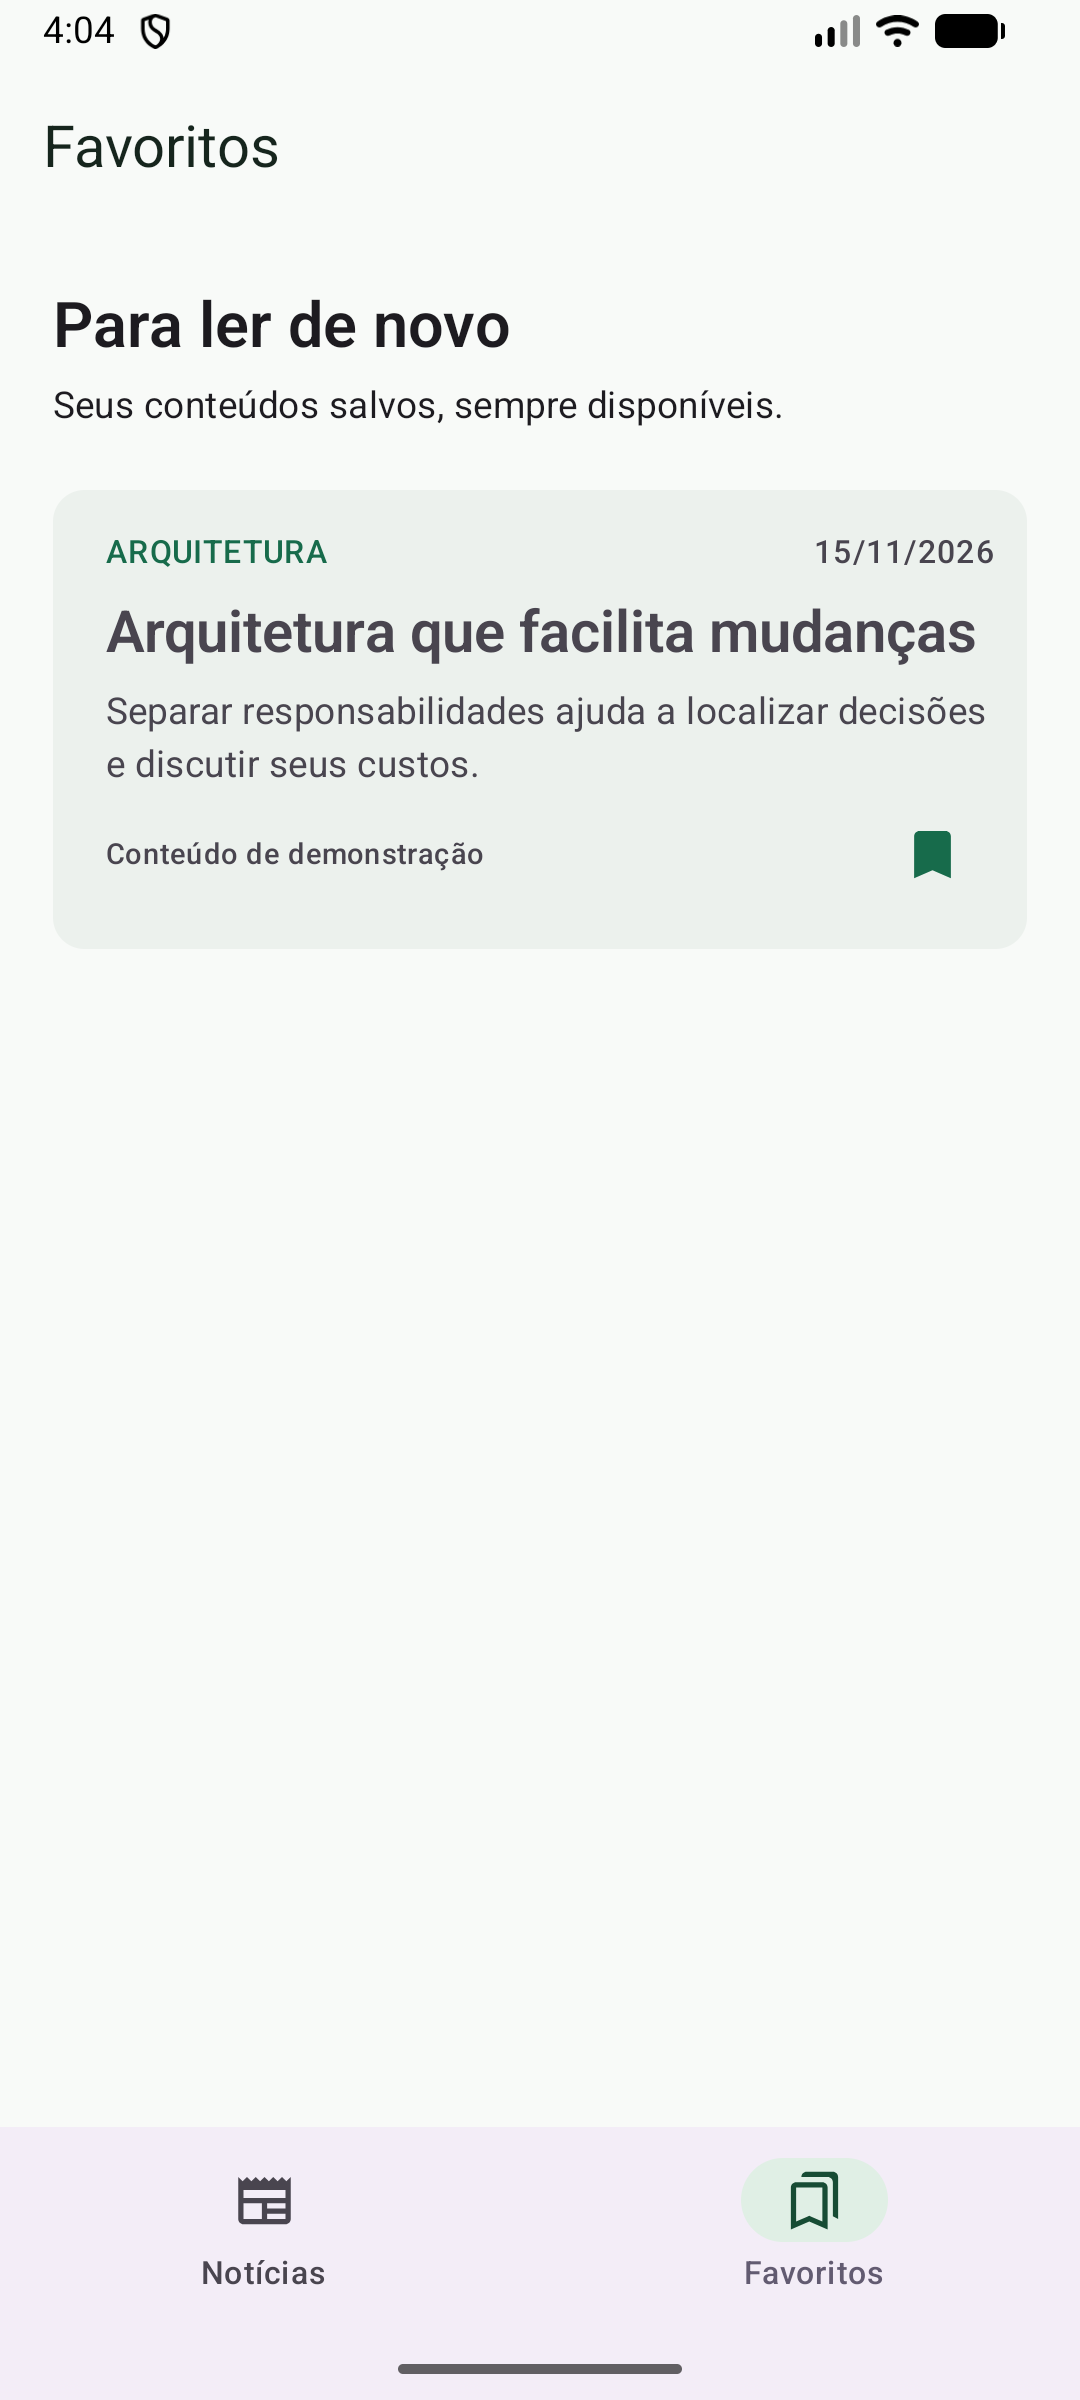 4:04
Favoritos
Para ler de novo
Seus conteúdos salvos, sempre disponíveis.
ARQUITETURA 15/11/2026
Arquitetura que facilita mudanças
Separar responsabilidades ajuda a localizar decisões
e discutir seus custos.
Conteúdo de demonstração
Notícias Favoritos